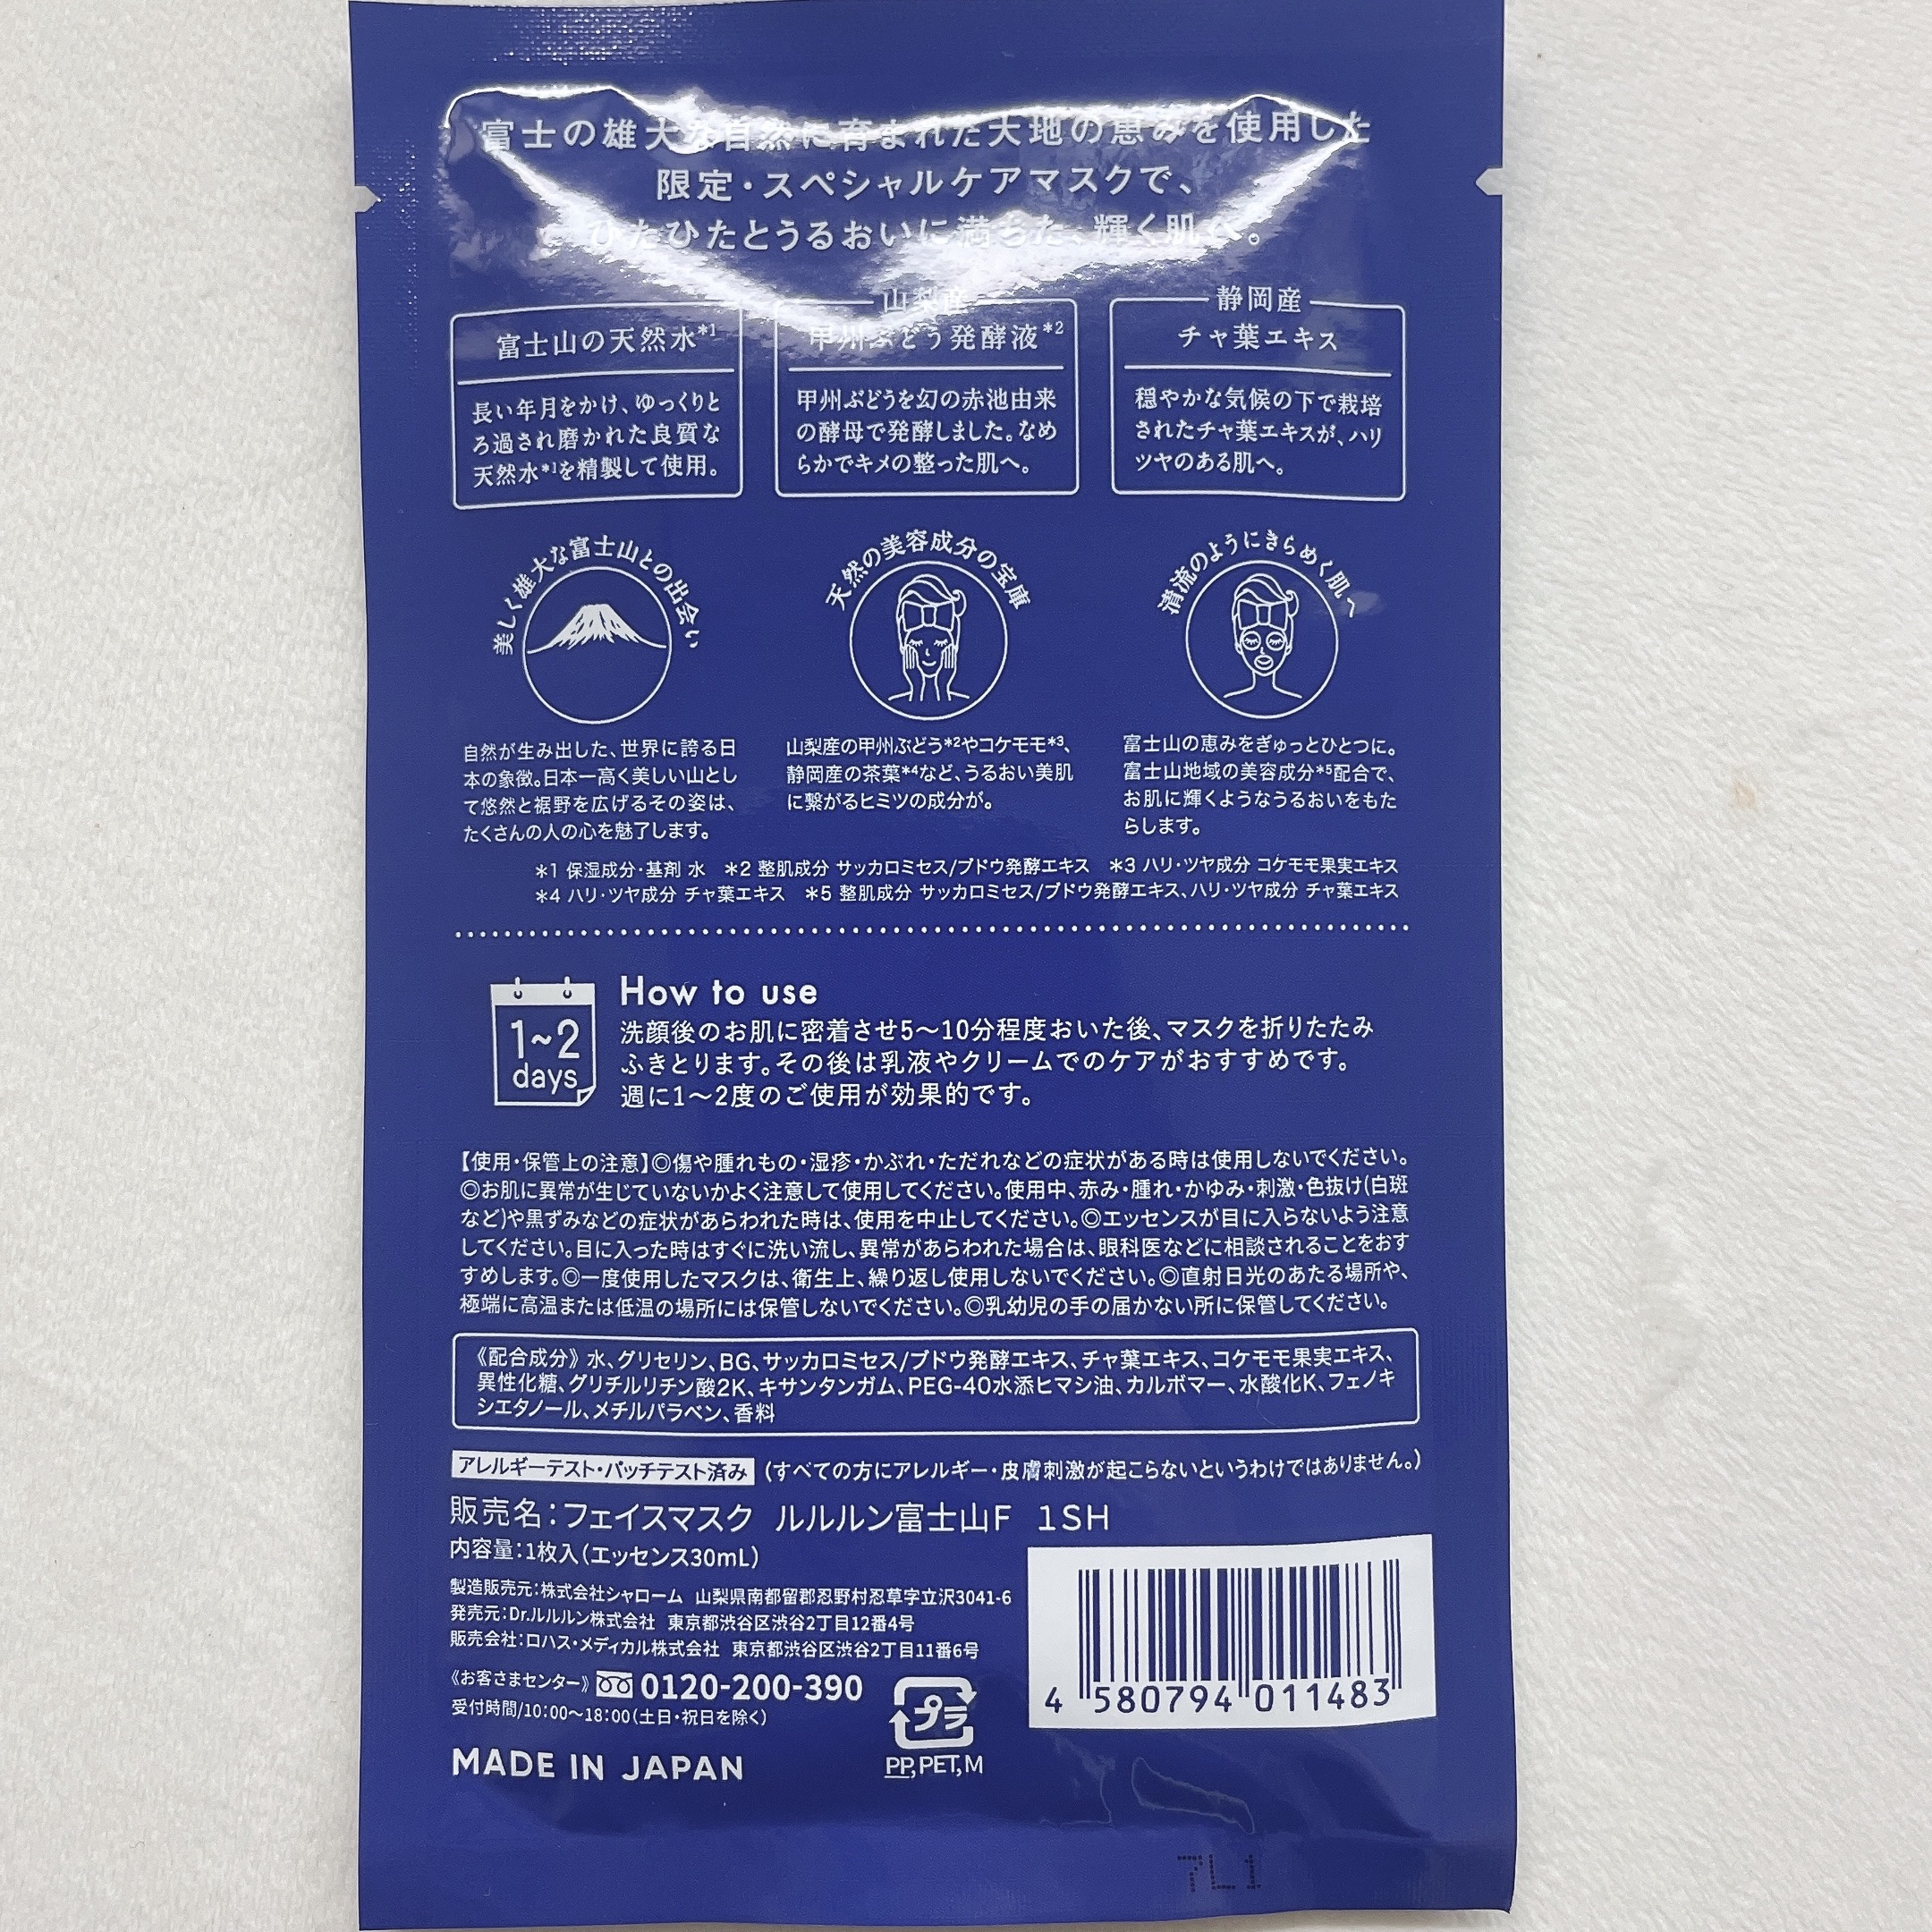 富士の雄大な自然に育まれた大地の恵みを使用した
限定・スペシャルケアマスクで、
ひたひたとうるおいに満ちた、輝く肌へ。
富士山の天然水*1
長い年月をかけ、ゆっくりと
ろ過され磨かれた良質な
天然水*1を精製して使用。
山梨産
甲州ぶどう発酵液*2
甲州ぶどうを幻の赤池由来
の酵母で発酵しました。なめ
らかでキメの整った肌へ。
静岡産
チャ葉エキス
穏やかな気候の下で栽培
されたチャ葉エキスが、ハリ
ツヤのある肌へ。
美しく雄大な富士山との出会い
自然が生み出した、世界に誇る日
本の象徴。日本一高く美しい山とし
て悠然と裾野を広げるその姿は、
たくさんの人の心を魅了します。
天然の美容成分の宝庫
山梨産の甲州ぶどう*2やコケモモ*3、
静岡産の茶葉*4など、うるおい美肌
に繋がるヒミツの成分が。
清流のようにきらめく肌へ
富士山の恵みをぎゅっとひとつに。
富士山地域の美容成分*5配合で、
お肌に輝くようなうるおいをもた
らします。
*1 保湿成分・基剤 水 *2 整肌成分 サッカロミセス/ブドウ発酵エキス *3 ハリ・ツヤ成分 コケモモ果実エキス
*4 ハリ・ツヤ成分 チャ葉エキス *5 整肌成分 サッカロミセス/ブドウ発酵エキス、ハリ・ツヤ成分 チャ葉エキス
1~2
days
How to use
洗顔後のお肌に密着させ5〜10分程度おいた後、マスクを折りたたみ
ふきとります。その後は乳液やクリームでのケアがおすすめです。
週に1〜2度のご使用が効果的です。
【使用・保管上の注意】◎傷や腫れもの・湿疹・かぶれ・ただれなどの症状がある時は使用しないでください。
◎お肌に異常が生じていないかよく注意して使用してください。使用中、赤み・腫れ・かゆみ・刺激・色抜け(白斑
など)や黒ずみなどの症状があらわれた時は、使用を中止してください。◎エッセンスが目に入らないよう注意
してください。目に入った時はすぐに洗い流し、異常があらわれた場合は、眼科医などに相談されることをおす
すめします。◎一度使用したマスクは、衛生上、繰り返し使用しないでください。◎直射日光のあたる場所や、
極端に高温または低温の場所には保管しないでください。◎乳幼児の手の届かない所に保管してください。
《配合成分》水、グリセリン、BG、サッカロミセス/ブドウ発酵エキス、チャ葉エキス、コケモモ果実エキス、
異性化糖、グリチルリチン酸2K、キサンタンガム、PEG-40水添ヒマシ油、カルボマー、水酸化K、フェノキ
シエタノール、メチルパラベン、香料
アレルギーテスト・パッチテスト済み (すべての方にアレルギー・皮膚刺激が起こらないというわけではありません。)
販売名：フェイスマスク ルルルン富士山F 1SH
内容量：1枚入(エッセンス30mL)
製造販売元：株式会社シャローム 山梨県南都留郡忍野村忍草字立沢3041-6
発売元：Dr.ルルルン株式会社 東京都渋谷区渋谷2丁目12番4号
販売会社：ロハス・メディカル株式会社 東京都渋谷区渋谷2丁目11番6号
《お客さまセンター》 0120-200-390
受付時間/10:00〜18:00(土日・祝日を除く)
MADE IN JAPAN
プラ
PP,PET,M
4 580794 011483
7L1